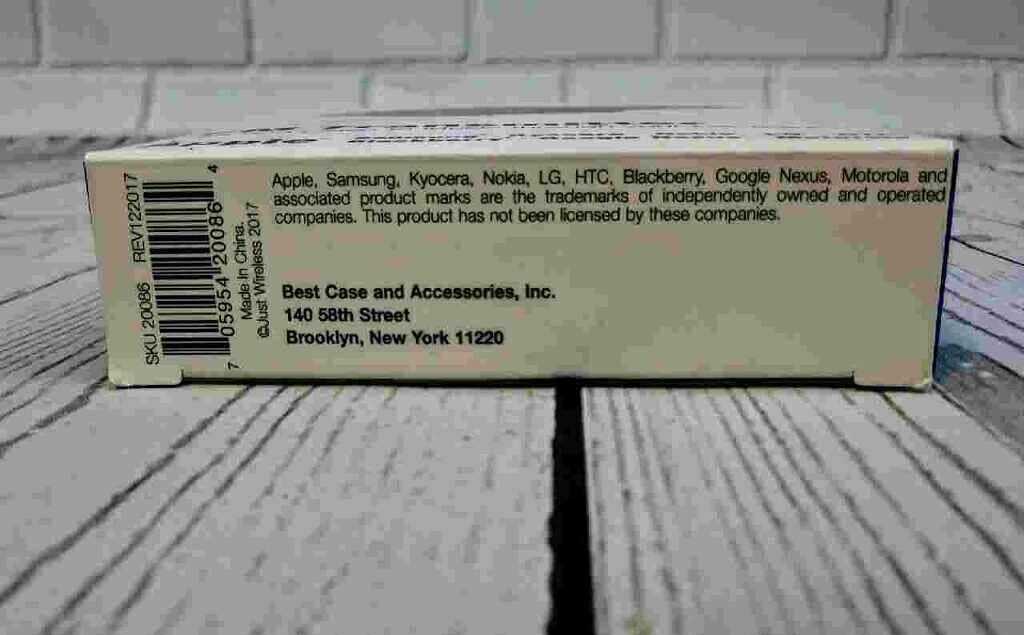 SKU 20086 REV122017
7 05954 20086 4
Made In China.
©Just Wireless 2017
Apple, Samsung, Kyocera, Nokia, LG, HTC, Blackberry, Google Nexus, Motorola and
associated product marks are the trademarks of independently owned and operated
companies. This product has not been licensed by these companies.
Best Case and Accessories, Inc.
140 58th Street
Brooklyn, New York 11220